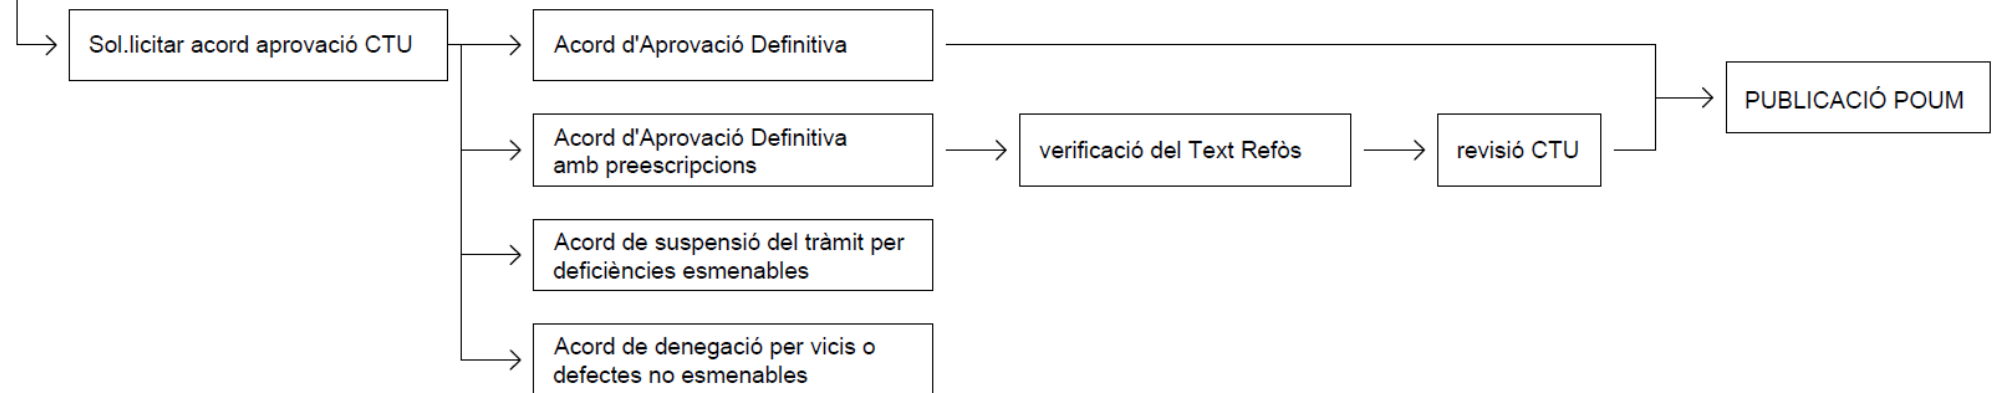 Sol.licitar acord aprovació CTU
Acord d'Aprovació Definitiva
PUBLICACIÓ POUM
Acord d'Aprovació Definitiva
amb preescripcions
verificació del Text Refòs
revisió CTU
Acord de suspensió del tràmit per
deficiències esmenables
Acord de denegació per vicis o
defectes no esmenables